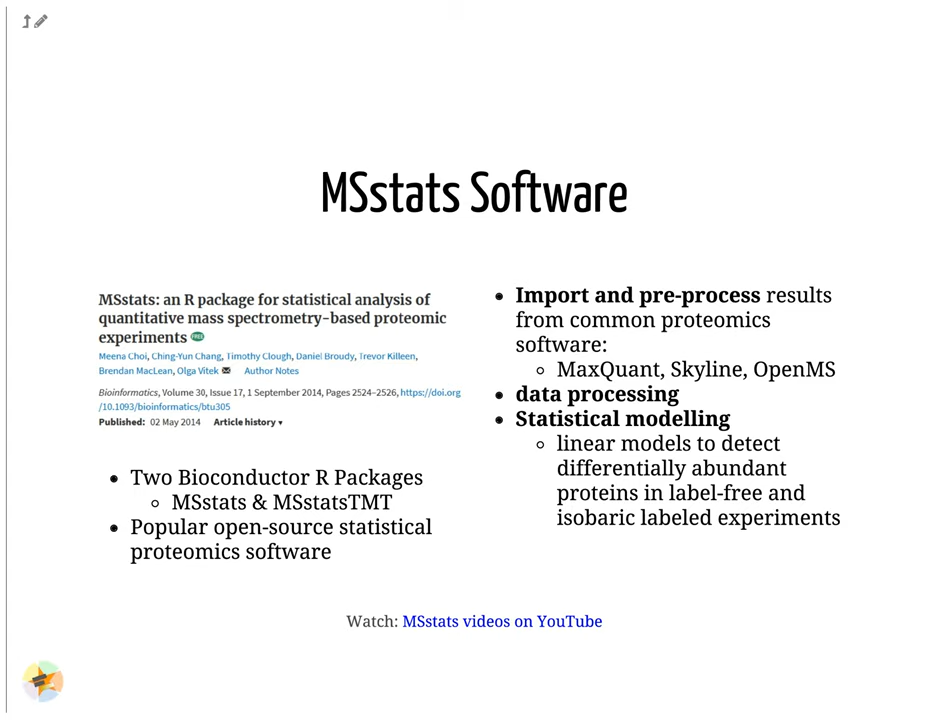 MSstats Software
MSstats: an R package for statistical analysis of
quantitative mass spectrometry-based proteomic
experiments FREE
Meena Choi, Ching-Yun Chang, Timothy Clough, Daniel Broudy, Trevor Killeen,
Brendan MacLean, Olga Vitek Author Notes
Bioinformatics, Volume 30, Issue 17, 1 September 2014, Pages 2524–2526, https://doi.org
/10.1093/bioinformatics/btu305
Published: 02 May 2014 Article history ▾
• Two Bioconductor R Packages
◦ MSstats & MSstatsTMT
• Popular open-source statistical
proteomics software
• Import and pre-process results
from common proteomics
software:
◦ MaxQuant, Skyline, OpenMS
• data processing
• Statistical modelling
◦ linear models to detect
differentially abundant
proteins in label-free and
isobaric labeled experiments
Watch: MSstats videos on YouTube